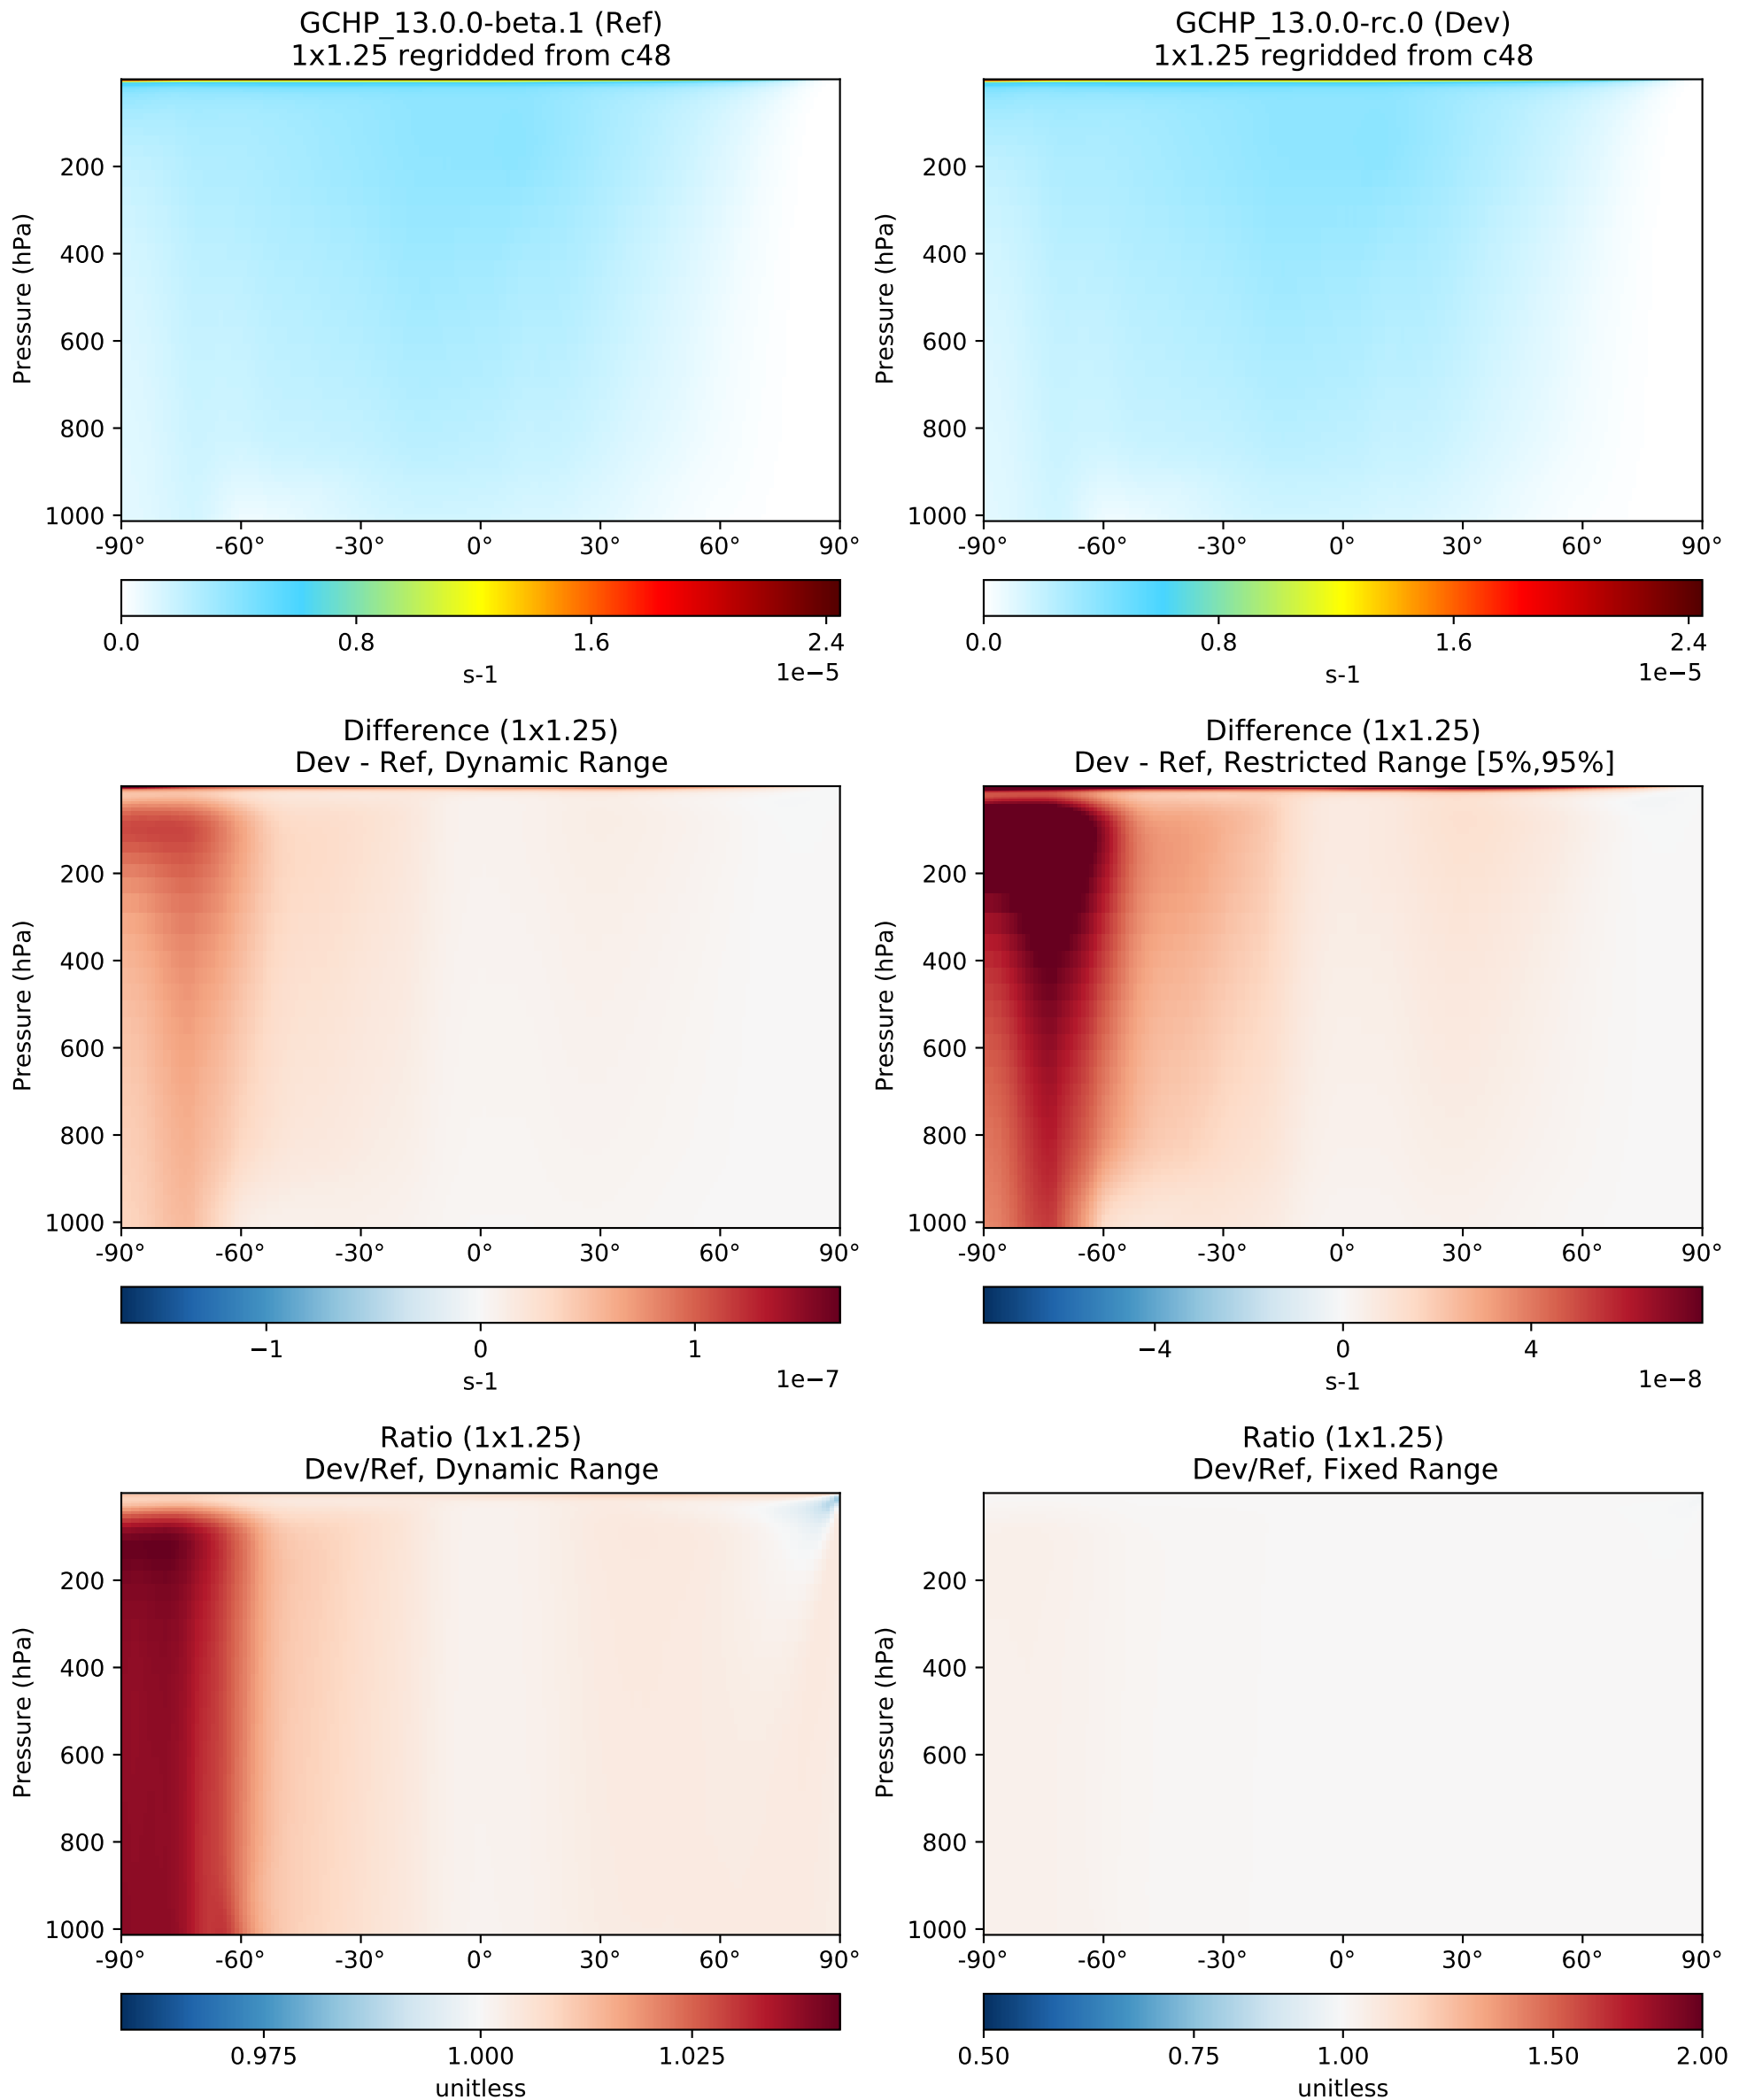 GCHP_13.0.0-beta.1 (Ref)
1x1.25 regridded from c48
Pressure (hPa)
200
400
600
800
1000
-90° -60° -30° 0° 30° 60° 90°
0.0 0.8 1.6 2.4
1e−5
s-1
GCHP_13.0.0-rc.0 (Dev)
1x1.25 regridded from c48
Pressure (hPa)
200
400
600
800
1000
-90° -60° -30° 0° 30° 60° 90°
0.0 0.8 1.6 2.4
1e−5
s-1
Difference (1x1.25)
Dev - Ref, Dynamic Range
Pressure (hPa)
200
400
600
800
1000
-90° -60° -30° 0° 30° 60° 90°
−1 0 1
1e−7
s-1
Difference (1x1.25)
Dev - Ref, Restricted Range [5%,95%]
Pressure (hPa)
200
400
600
800
1000
-90° -60° -30° 0° 30° 60° 90°
−4 0 4
1e−8
s-1
Ratio (1x1.25)
Dev/Ref, Dynamic Range
Pressure (hPa)
200
400
600
800
1000
-90° -60° -30° 0° 30° 60° 90°
0.975 1.000 1.025
unitless
Ratio (1x1.25)
Dev/Ref, Fixed Range
Pressure (hPa)
200
400
600
800
1000
-90° -60° -30° 0° 30° 60° 90°
0.50 0.75 1.00 1.50 2.00
unitless